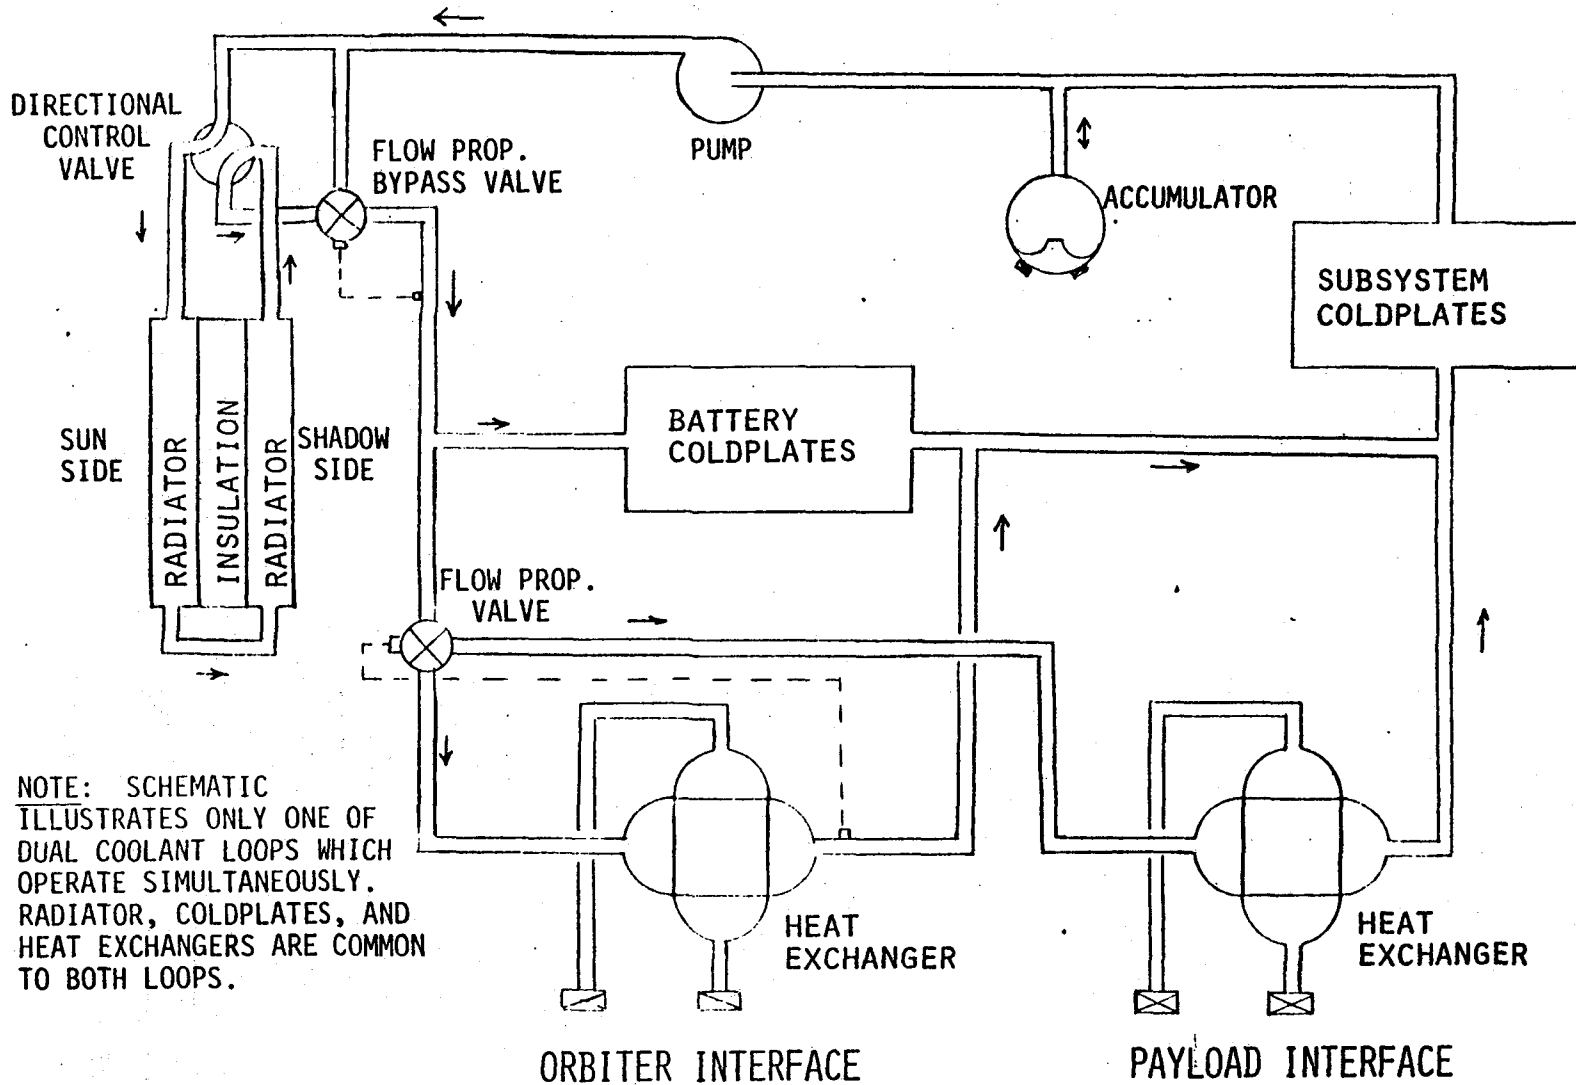 DIRECTIONAL
CONTROL
VALVE
FLOW PROP.
BYPASS VALVE
PUMP
ACCUMULATOR
SUBSYSTEM
COLDPLATES
SUN
SIDE
RADIATOR
INSULATION
RADIATOR
SHADOW
SIDE
BATTERY
COLDPLATES
FLOW PROP.
VALVE
NOTE: SCHEMATIC
ILLUSTRATES ONLY ONE OF
DUAL COOLANT LOOPS WHICH
OPERATE SIMULTANEOUSLY.
RADIATOR, COLDPLATES, AND
HEAT EXCHANGERS ARE COMMON
TO BOTH LOOPS.
HEAT
EXCHANGER
HEAT
EXCHANGER
ORBITER INTERFACE
PAYLOAD INTERFACE